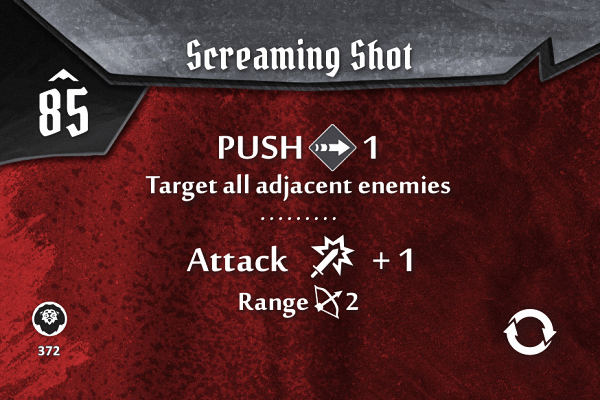 Screaming Shot
85
PUSH 1
Target all adjacent enemies
.........
Attack + 1
Range 2
372